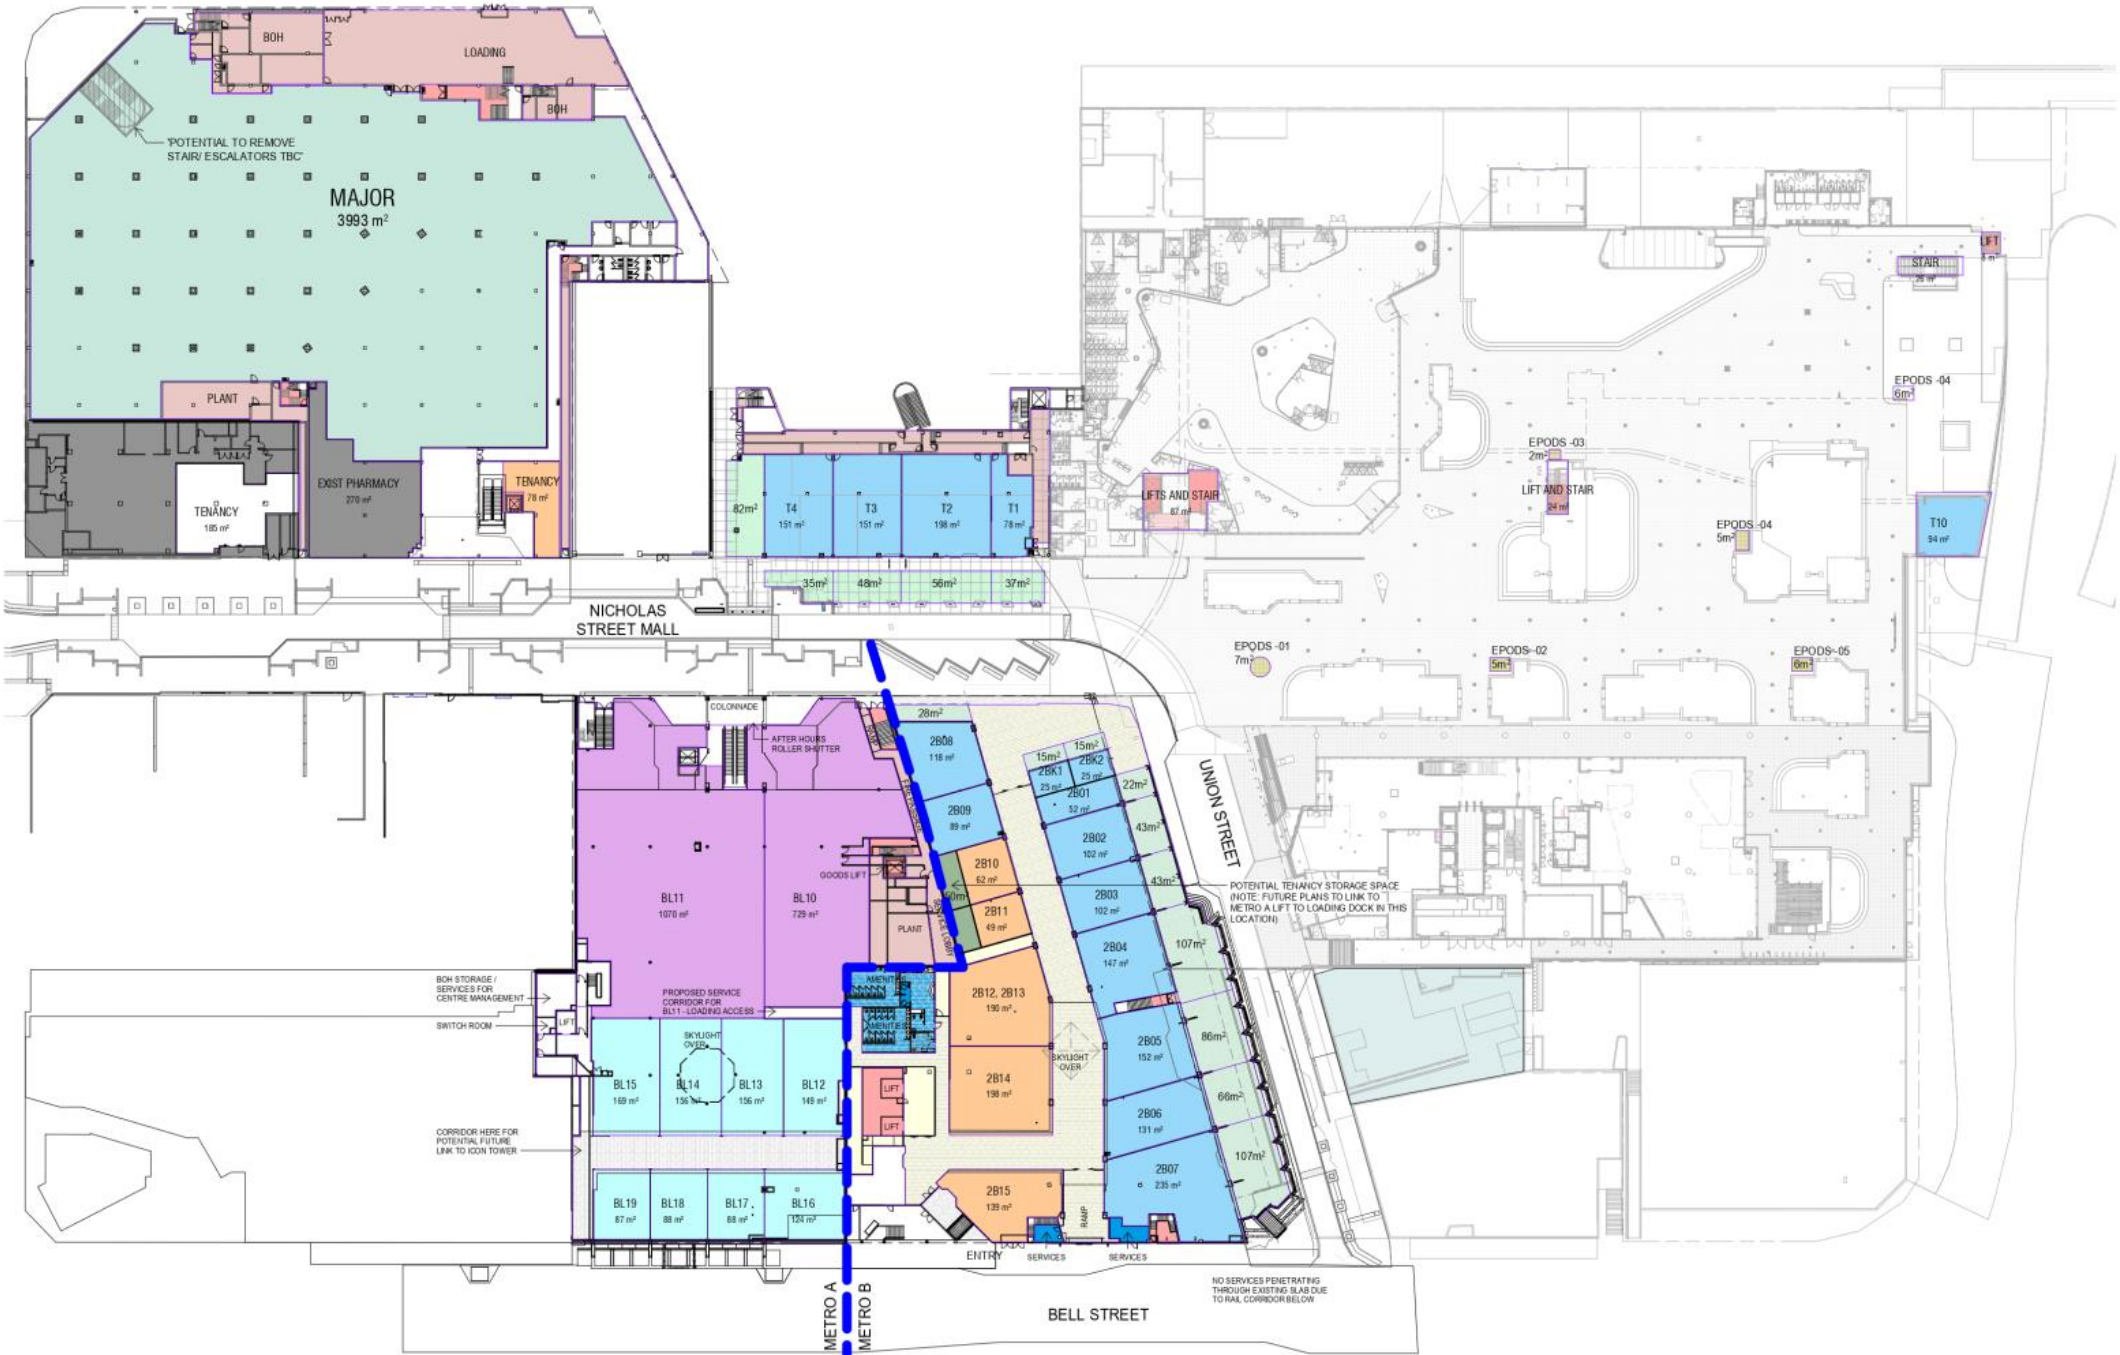 BOH
LOADING
BOH
"POTENTIAL TO REMOVE
STAIR/ ESCALATORS TBC"
MAJOR
3993 m²
PLANT
EXIST PHARMACY
270 m²
TENANCY
185 m²
TENANCY
78 m²
82m²
T4
151 m²
T3
151 m²
T2
198 m²
T1
78 m²
35m²
48m²
56m²
37m²
NICHOLAS
STREET MALL
LIFTS AND STAIR
87 m²
EPODS -03
2m²
LIFT AND STAIR
24 m²
EPODS -04
5m²
EPODS -04
6m²
LIFT
STAIR
T10
94 m²
EPODS -01
7m²
EPODS -02
5m²
EPODS -05
6m²
COLONNADE
AFTER HOURS
ROLLER SHUTTER
RAMP
FIRE PASSAGE
28m²
2B08
118 m²
2B09
89 m²
2B10
62 m²
2B11
49 m²
15m²
15m²
2BK1
25 m²
2BK2
25 m²
2B01
52 m²
22m²
2B02
102 m²
43m²
2B03
102 m²
43m²
2B04
147 m²
107m²
UNION STREET
POTENTIAL TENANCY STORAGE SPACE
(NOTE: FUTURE PLANS TO LINK TO
METRO A LIFT TO LOADING DOCK IN THIS
LOCATION)
GOODS LIFT
BL11
1070 m²
BL10
729 m²
PLANT
SERVICE LOBBY
AMENITIES
AMENITIES
BOH STORAGE /
SERVICES FOR
CENTRE MANAGEMENT
SWITCH ROOM
LIFT
PROPOSED SERVICE
CORRIDOR FOR
BL11 - LOADING ACCESS
SKYLIGHT
OVER
BL15
169 m²
BL14
156 m²
BL13
156 m²
BL12
149 m²
LIFT
LIFT
2B12, 2B13
190 m²
2B14
198 m²
SKYLIGHT
OVER
2B05
152 m²
86m²
2B06
131 m²
66m²
2B07
235 m²
107m²
CORRIDOR HERE FOR
POTENTIAL FUTURE
LINK TO ICON TOWER
BL19
87 m²
BL18
88 m²
BL17
88 m²
BL16
124 m²
2B15
139 m²
RAMP
ENTRY
SERVICES
SERVICES
NO SERVICES PENETRATING
THROUGH EXISTING SLAB DUE
TO RAIL CORRIDOR BELOW
METRO A
METRO B
BELL STREET